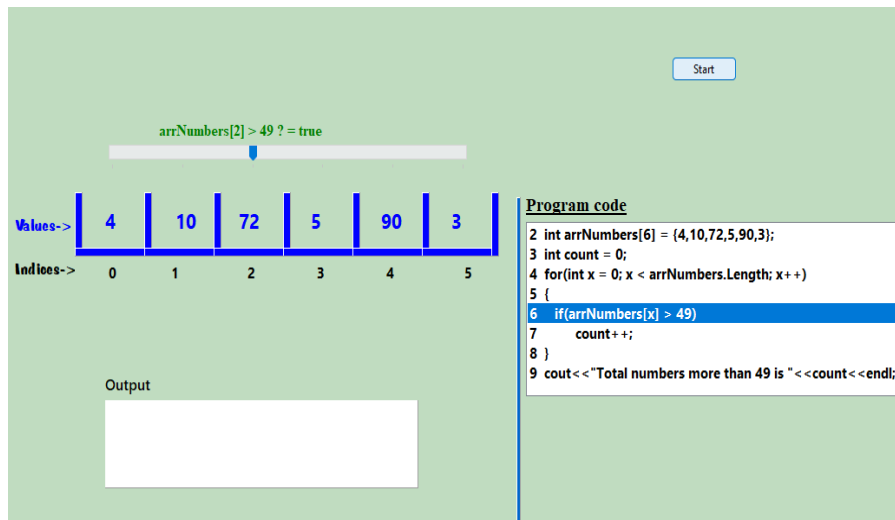 Start
arrNumbers[2] > 49 ? = true
Values-> 4 10 72 5 90 3
Indices-> 0 1 2 3 4 5
Program code
2 int arrNumbers[6] = {4,10,72,5,90,3};
3 int count = 0;
4 for(int x = 0; x < arrNumbers.Length; x++)
5 {
6 if(arrNumbers[x] > 49)
7 count++;
8 }
9 cout<<"Total numbers more than 49 is "<<count<<endl;
Output